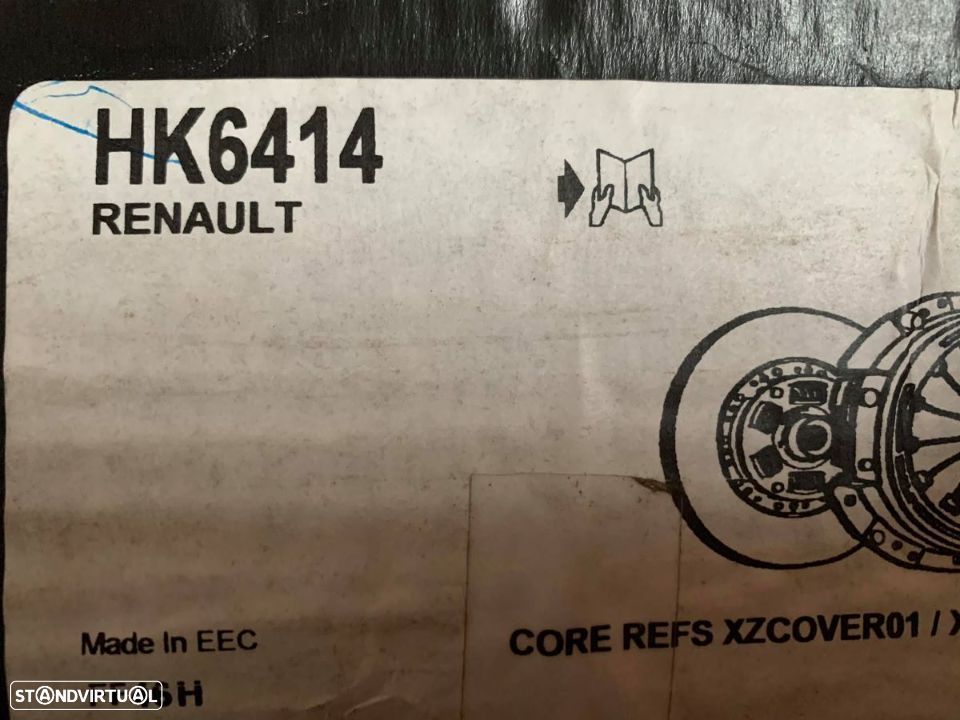 HK6414
RENAULT
Made In EEC
CORE REFS XZCOVER01 /
STANDVIRTUAL